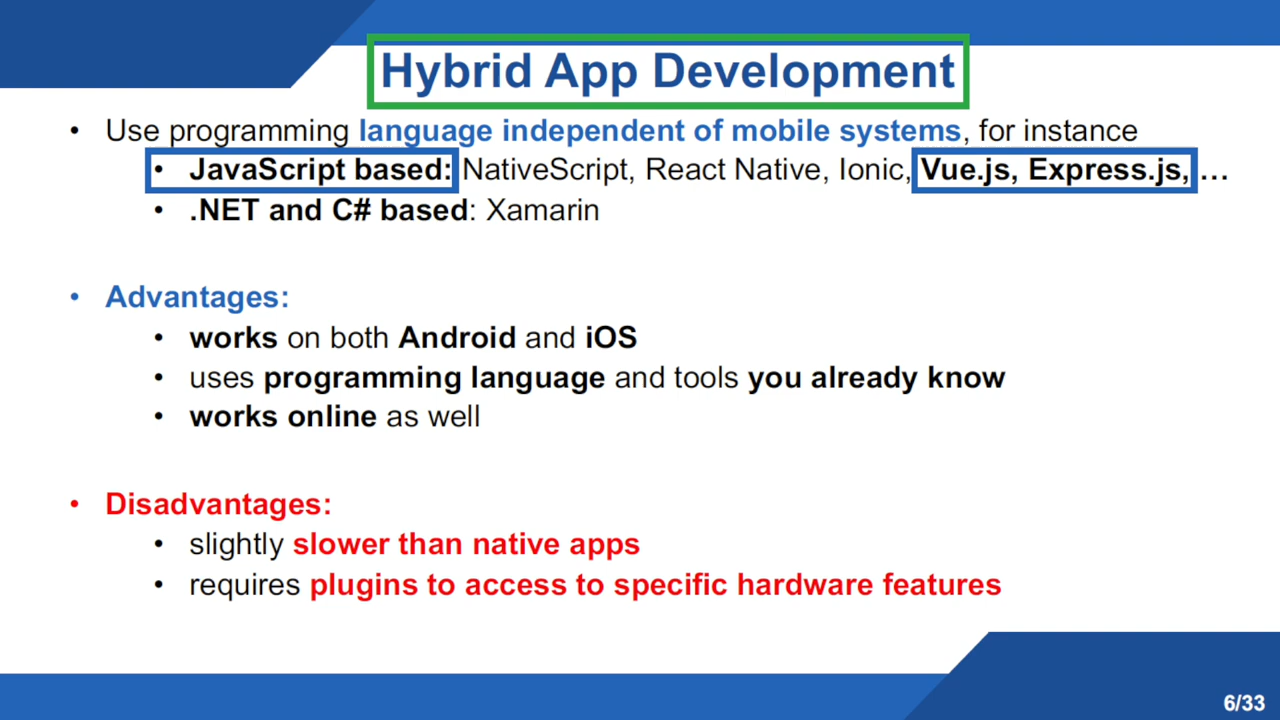 Hybrid App Development
• Use programming language independent of mobile systems, for instance
• JavaScript based: NativeScript, React Native, Ionic, Vue.js, Express.js, …
• .NET and C# based: Xamarin
• Advantages:
• works on both Android and iOS
• uses programming language and tools you already know
• works online as well
• Disadvantages:
• slightly slower than native apps
• requires plugins to access to specific hardware features
6/33